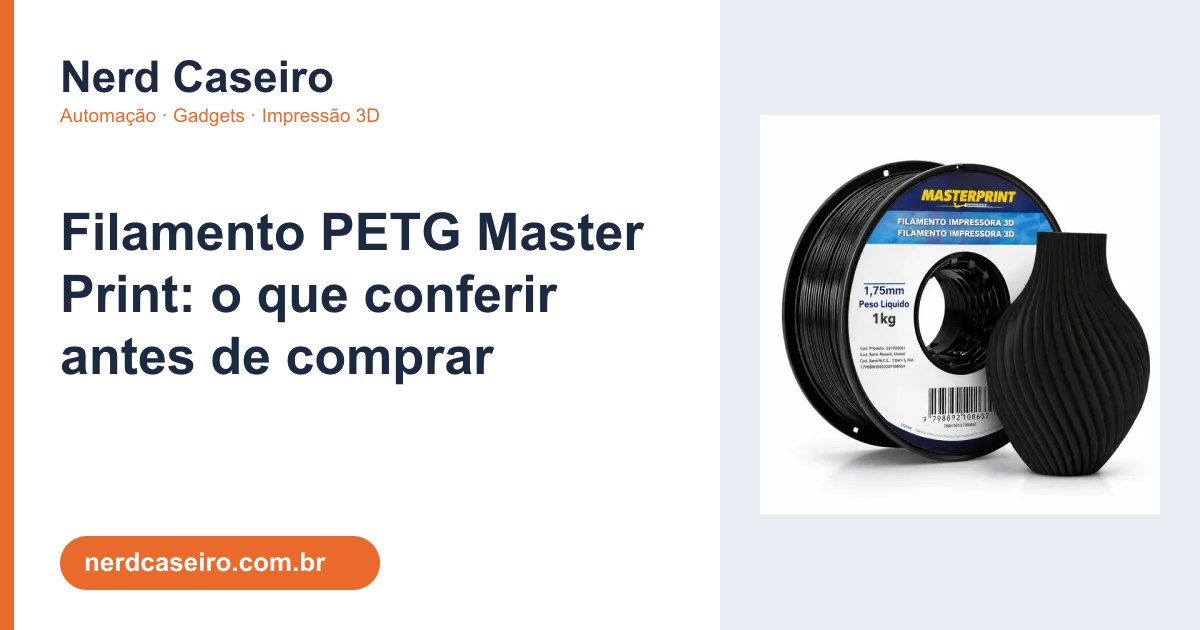 Nerd Caseiro
Automação · Gadgets · Impressão 3D
Filamento PETG Master
Print: o que conferir
antes de comprar
nerdcaseiro.com.br
MASTERPRINT
FILAMENTO IMPRESSORA 3D
FILAMENTO IMPRESSORA 3D
1,75mm
Peso Líquido
1kg